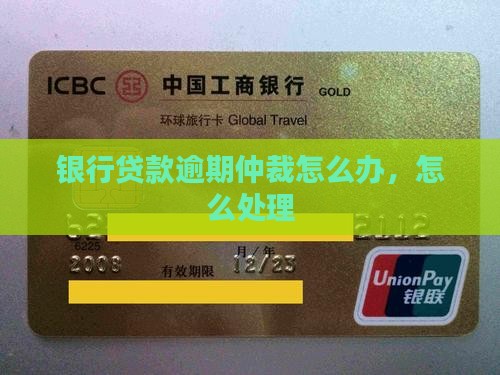 ICBC 中国工商银行 GOLD
环球旅行卡 Global Travel
银行贷款逾期仲裁怎么办，怎
么处理
62 2112
6225
月／年
2008 有效期限 12/23
UnionPay
银联